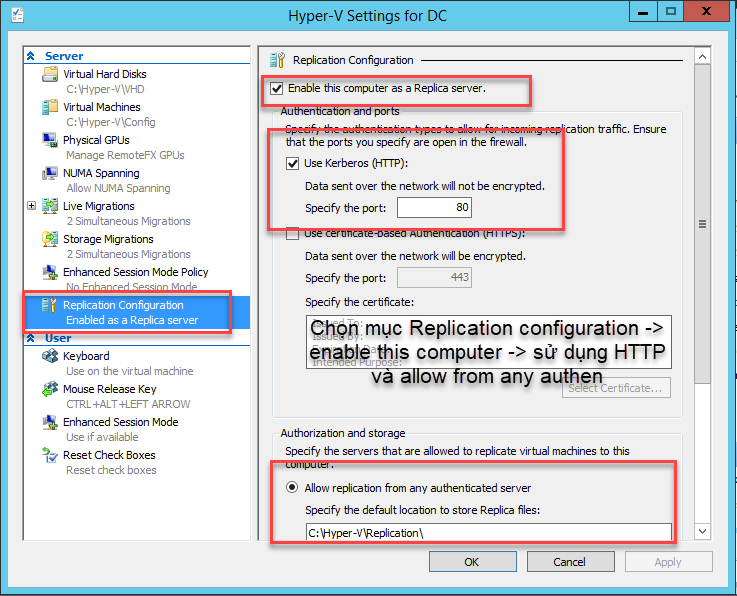 Hyper-V Settings for DC
Server
Virtual Hard Disks
C:\Hyper-V\VHD
Virtual Machines
C:\Hyper-V\Config
Physical GPUs
Manage RemoteFX GPUs
NUMA Spanning
Allow NUMA Spanning
Live Migrations
2 Simultaneous Migrations
Storage Migrations
2 Simultaneous Migrations
Enhanced Session Mode Policy
No Enhanced Session Mode
Replication Configuration
Enabled as a Replica server
User
Keyboard
Use on the virtual machine
Mouse Release Key
CTRL+ALT+LEFT ARROW
Enhanced Session Mode
Use if available
Reset Check Boxes
Reset check boxes
Replication Configuration
Enable this computer as a Replica server.
Authentication and ports
Specify the authentication types to allow for incoming replication traffic. Ensure
that the ports you specify are open in the firewall.
Use Kerberos (HTTP):
Data sent over the network will not be encrypted.
Specify the port: 80
Use certificate-based Authentication (HTTPS):
Data sent over the network will be encrypted.
Specify the port: 443
Specify the certificate:
Issued To:
Issued By:
Expiration Date:
Intended Purpose:
Chọn mục Replication configuration ->
enable this computer -> sử dụng HTTP
và allow from any authen
Select Certificate...
Authorization and storage
Specify the servers that are allowed to replicate virtual machines to this
computer.
Allow replication from any authenticated server
Specify the default location to store Replica files:
C:\Hyper-V\Replication\
OK
Cancel
Apply